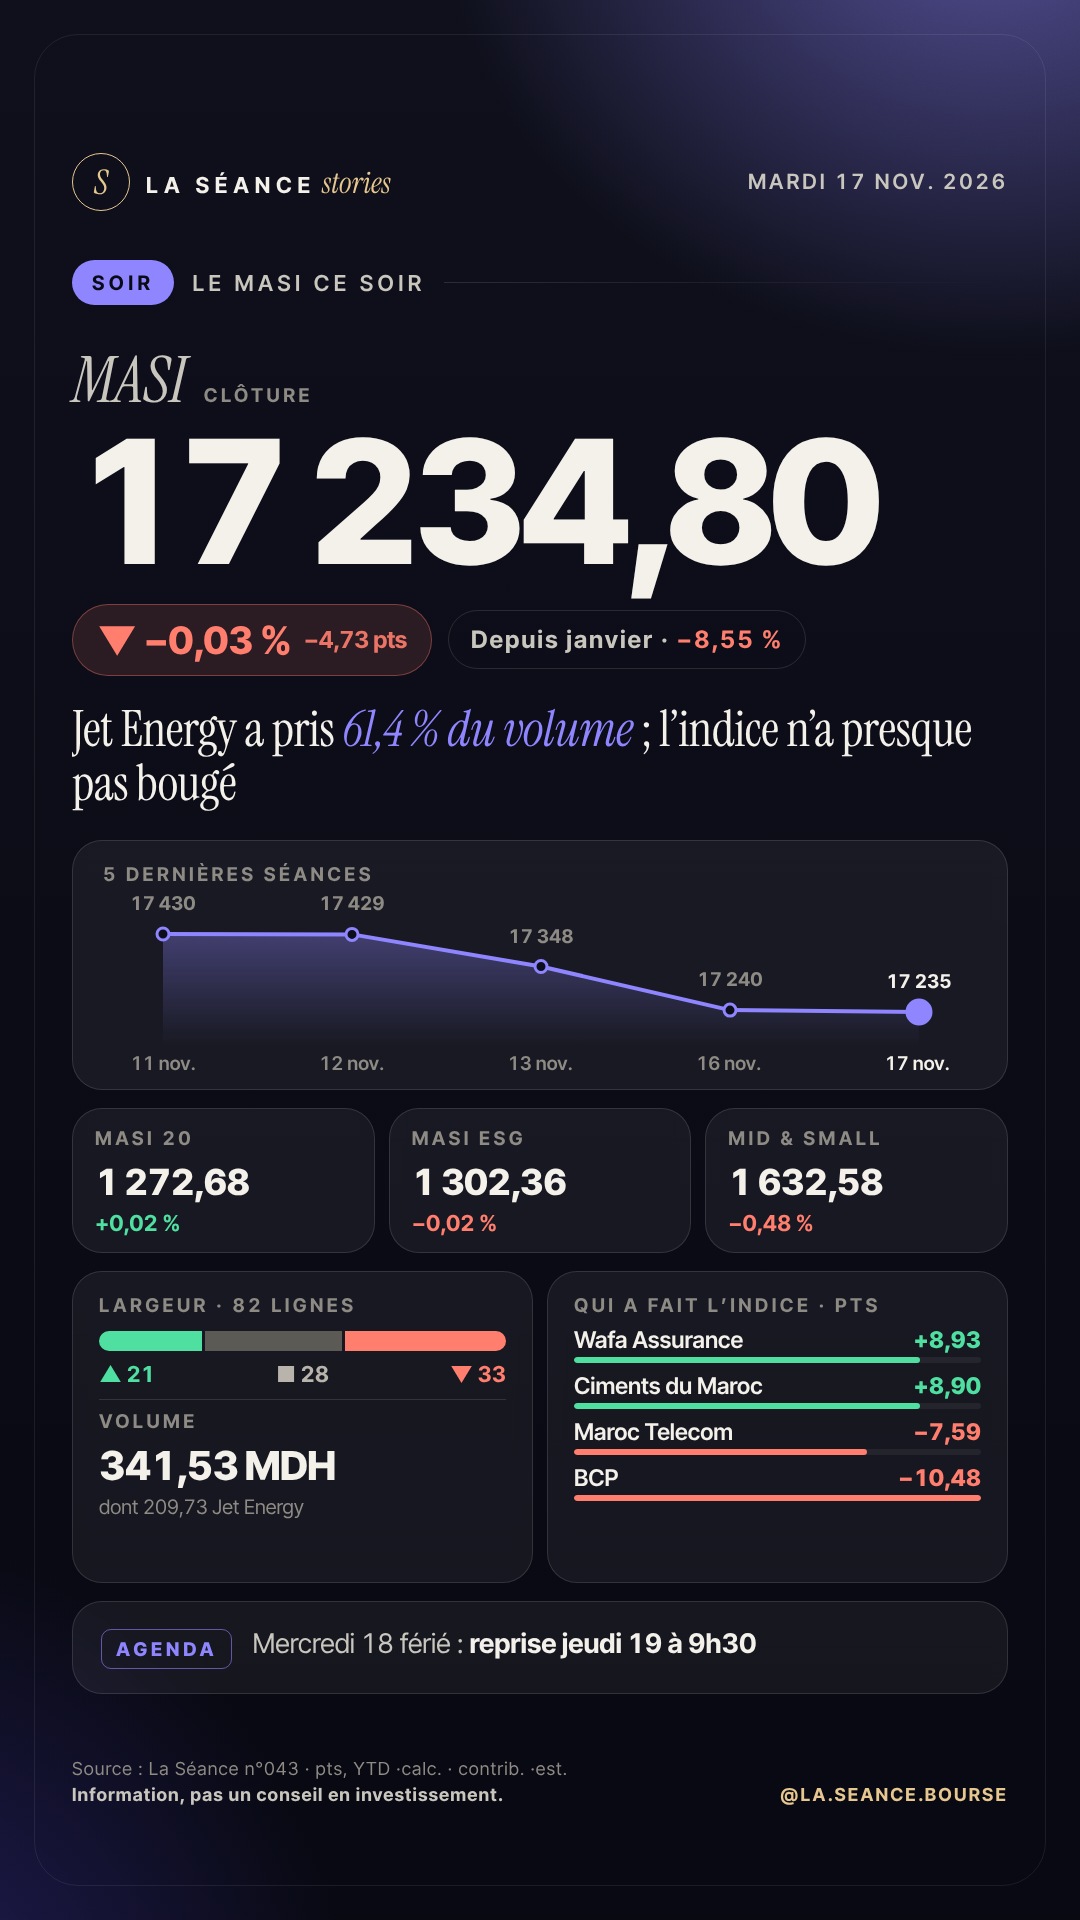 S LA SÉANCE stories MARDI 17 NOV. 2026
SOIR LE MASI CE SOIR
MASI CLÔTURE
17 234,80
▼ −0,03 % −4,73 pts Depuis janvier · −8,55 %
Jet Energy a pris 61,4 % du volume ; l’indice n’a presque
pas bougé
5 DERNIÈRES SÉANCES
17 430 17 429 17 348 17 240 17 235
11 nov. 12 nov. 13 nov. 16 nov. 17 nov.
MASI 20 MASI ESG MID & SMALL
1 272,68 1 302,36 1 632,58
+0,02 % −0,02 % −0,48 %
LARGEUR · 82 LIGNES
▲ 21 ■ 28 ▼ 33
VOLUME
341,53 MDH
dont 209,73 Jet Energy
QUI A FAIT L’INDICE · PTS
Wafa Assurance +8,93
Ciments du Maroc +8,90
Maroc Telecom −7,59
BCP −10,48
AGENDA Mercredi 18 férié : reprise jeudi 19 à 9h30
Source : La Séance n°043 · pts, YTD ·calc. · contrib. ·est.
Information, pas un conseil en investissement. @LA.SEANCE.BOURSE